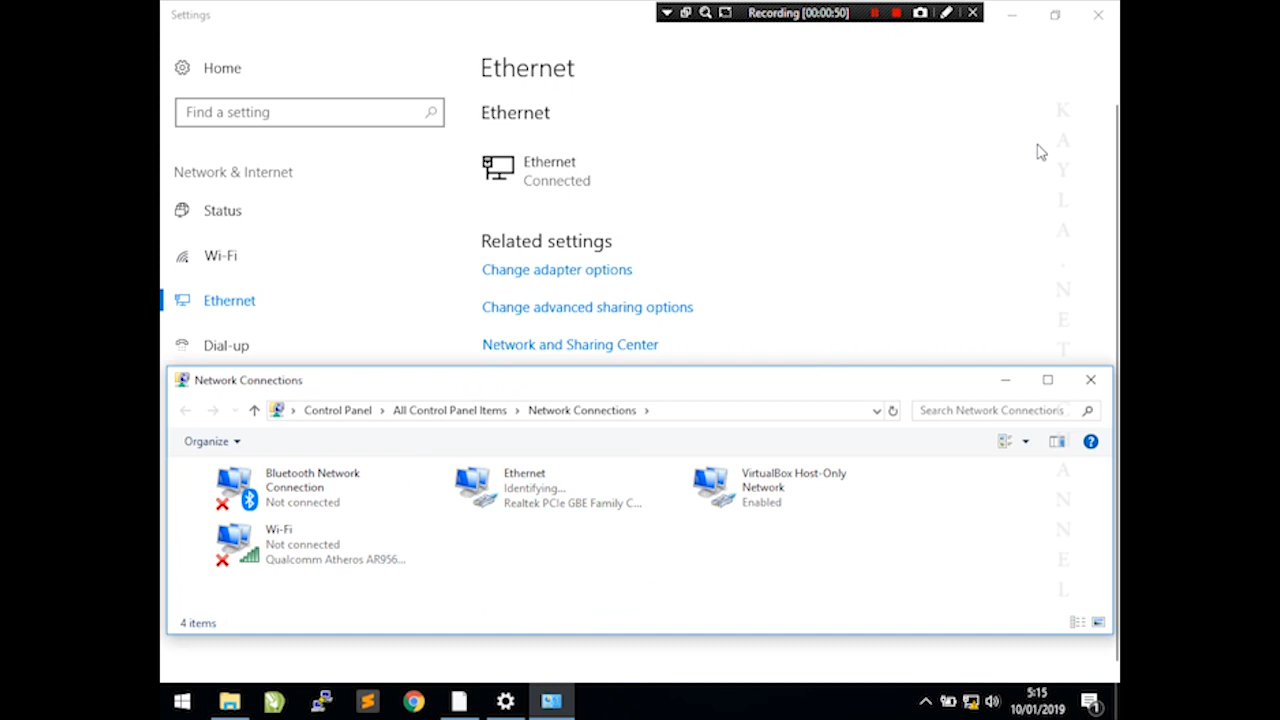 Settings
Recording [00:00:50]
Home
Find a setting
Network & Internet
Status
Wi-Fi
Ethernet
Dial-up
Ethernet
Ethernet
Ethernet
Connected
Related settings
Change adapter options
Change advanced sharing options
Network and Sharing Center
K
A
Y
L
A
.
N
E
T
Network Connections
Control Panel > All Control Panel Items > Network Connections >
Search Network Connections
Organize
Bluetooth Network
Connection
Not connected
Ethernet
Identifying...
Realtek PCIe GBE Family C...
VirtualBox Host-Only
Network
Enabled
Wi-Fi
Not connected
Qualcomm Atheros AR956...
A
N
N
E
L
4 items
5:15
10/01/2019
1